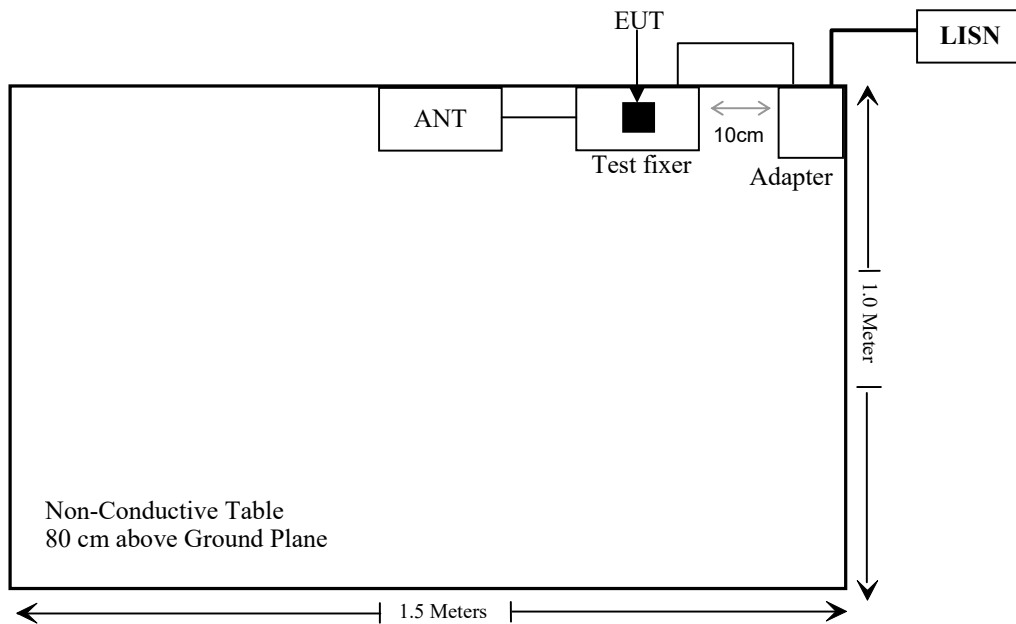 EUT
LISN
ANT
10cm
Test fixer
Adapter
1.0 Meter
Non-Conductive Table
80 cm above Ground Plane
1.5 Meters